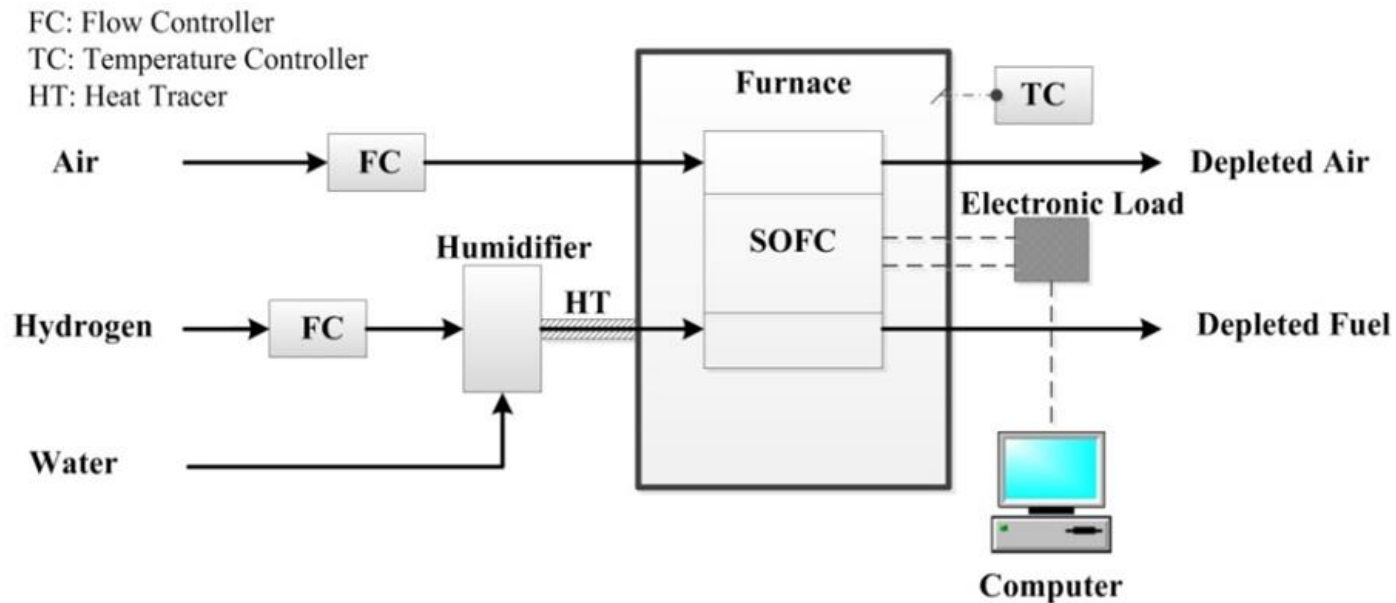 FC: Flow Controller
TC: Temperature Controller
HT: Heat Tracer
Furnace
TC
Air
FC
Depleted Air
Electronic Load
SOFC
Humidifier
HT
Hydrogen
FC
Depleted Fuel
Water
Computer